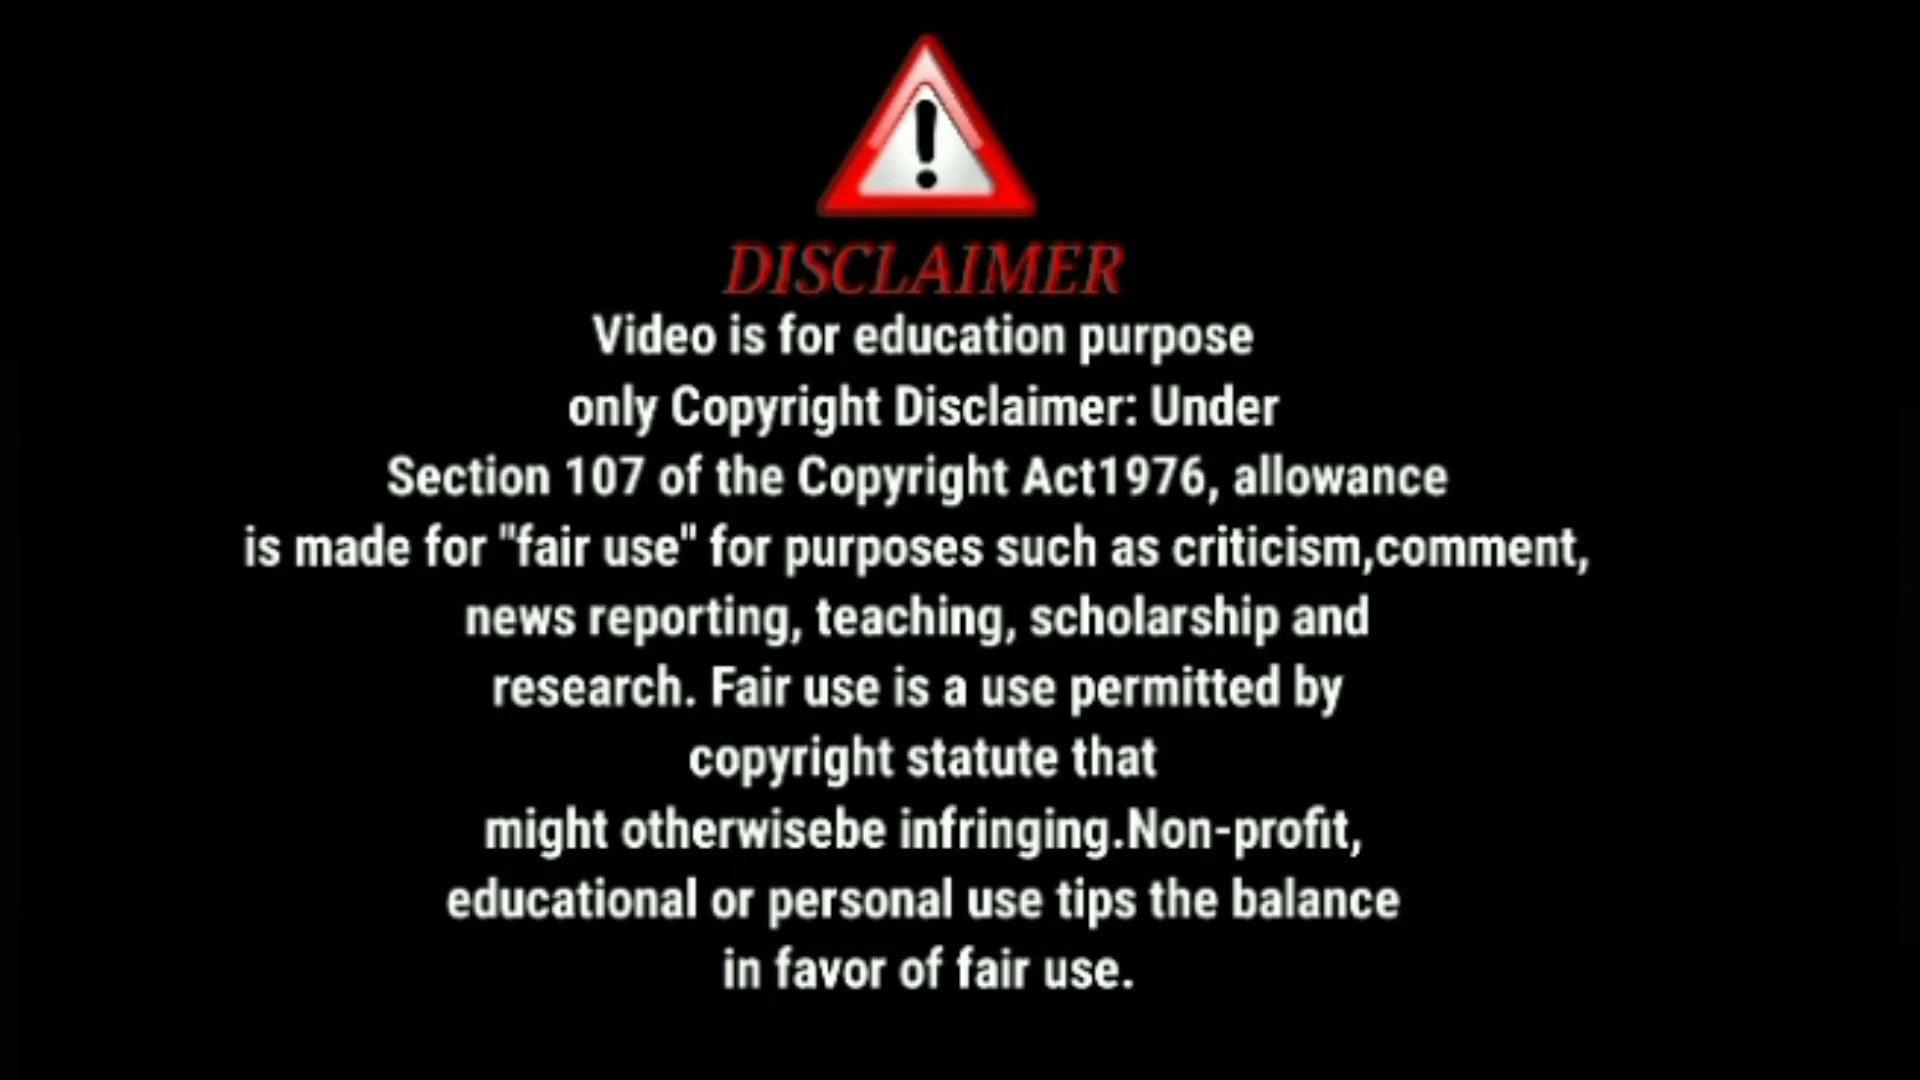 !
DISCLAIMER
Video is for education purpose
only Copyright Disclaimer: Under
Section 107 of the Copyright Act1976, allowance
is made for "fair use" for purposes such as criticism,comment,
news reporting, teaching, scholarship and
research. Fair use is a use permitted by
copyright statute that
might otherwisebe infringing.Non-profit,
educational or personal use tips the balance
in favor of fair use.